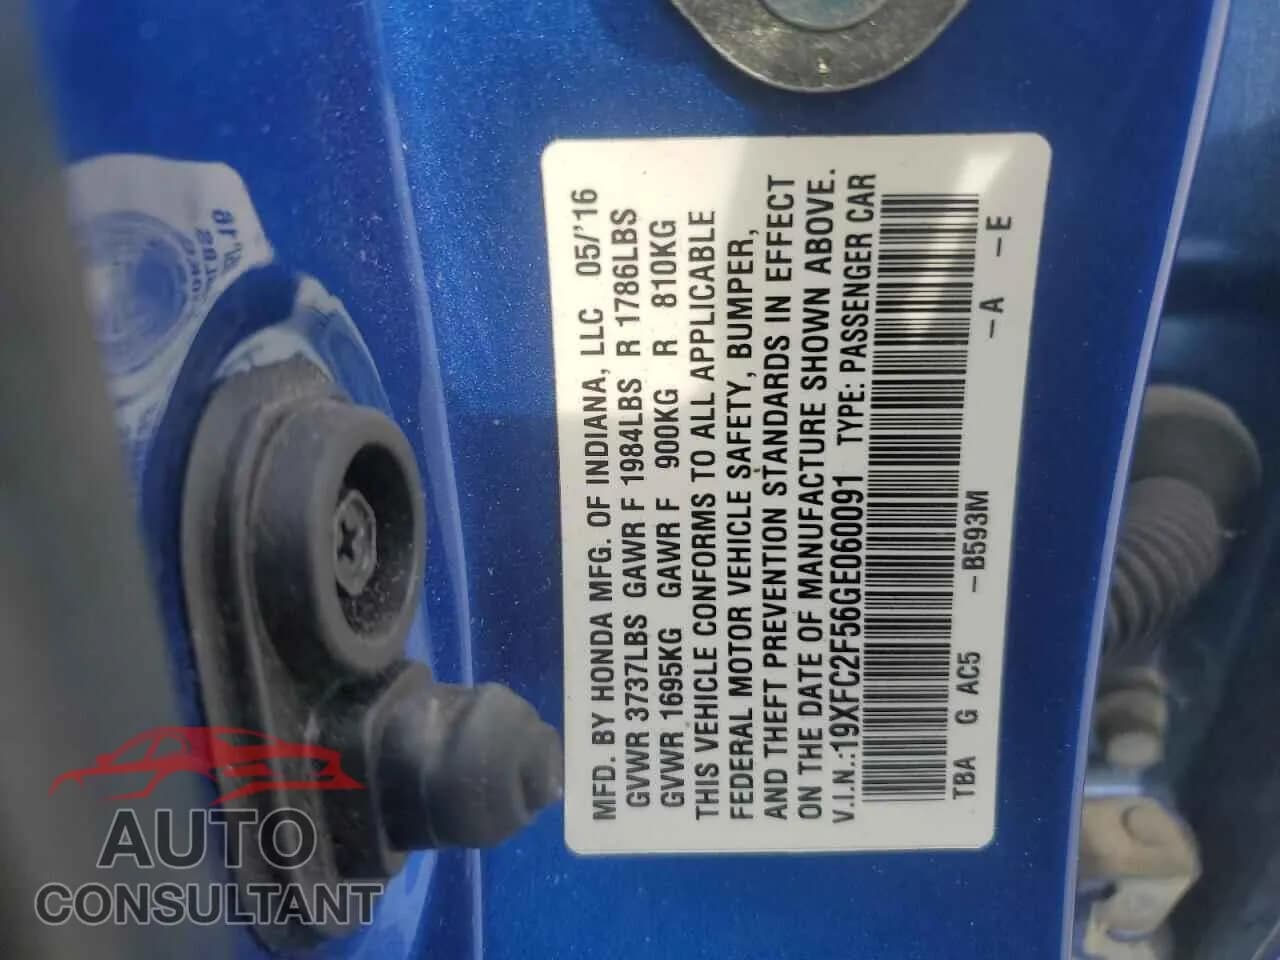 MFD. BY HONDA MFG. OF INDIANA, LLC 05/'16
GVWR 3737LBS GAWR F 1984LBS R 1786LBS
GVWR 1695KG GAWR F 900KG R 810KG
THIS VEHICLE CONFORMS TO ALL APPLICABLE
FEDERAL MOTOR VEHICLE SAFETY, BUMPER,
AND THEFT PREVENTION STANDARDS IN EFFECT
ON THE DATE OF MANUFACTURE SHOWN ABOVE.
V.I.N.:19XFC2F56GE060091 TYPE: PASSENGER CAR
TBA G AC5 -B593M -A -E
AUTO
CONSULTANT